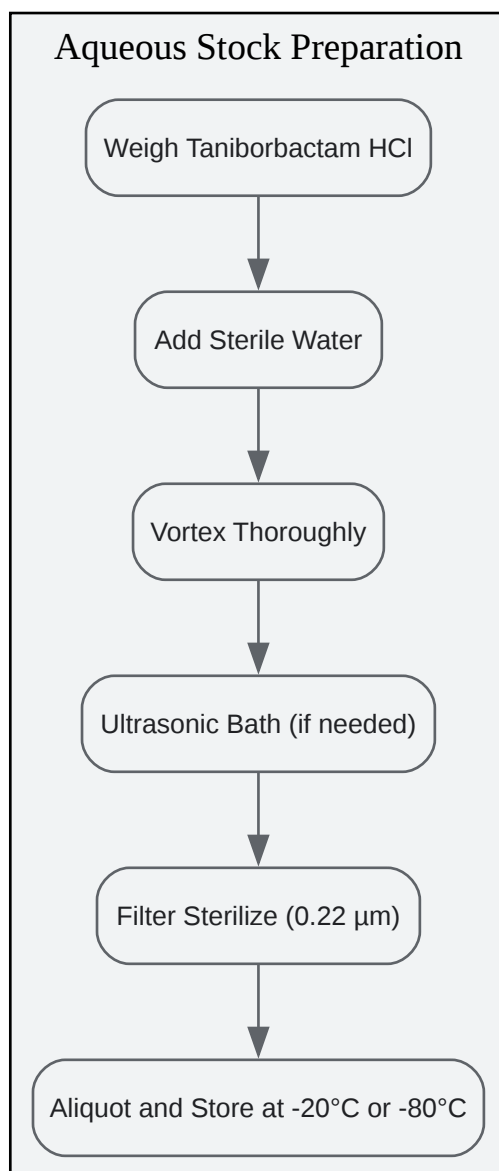 Aqueous Stock Preparation
Weigh Taniborbactam HCl
Add Sterile Water
Vortex Thoroughly
Ultrasonic Bath (if needed)
Filter Sterilize (0.22 µm)
Aliquot and Store at -20°C or -80°C